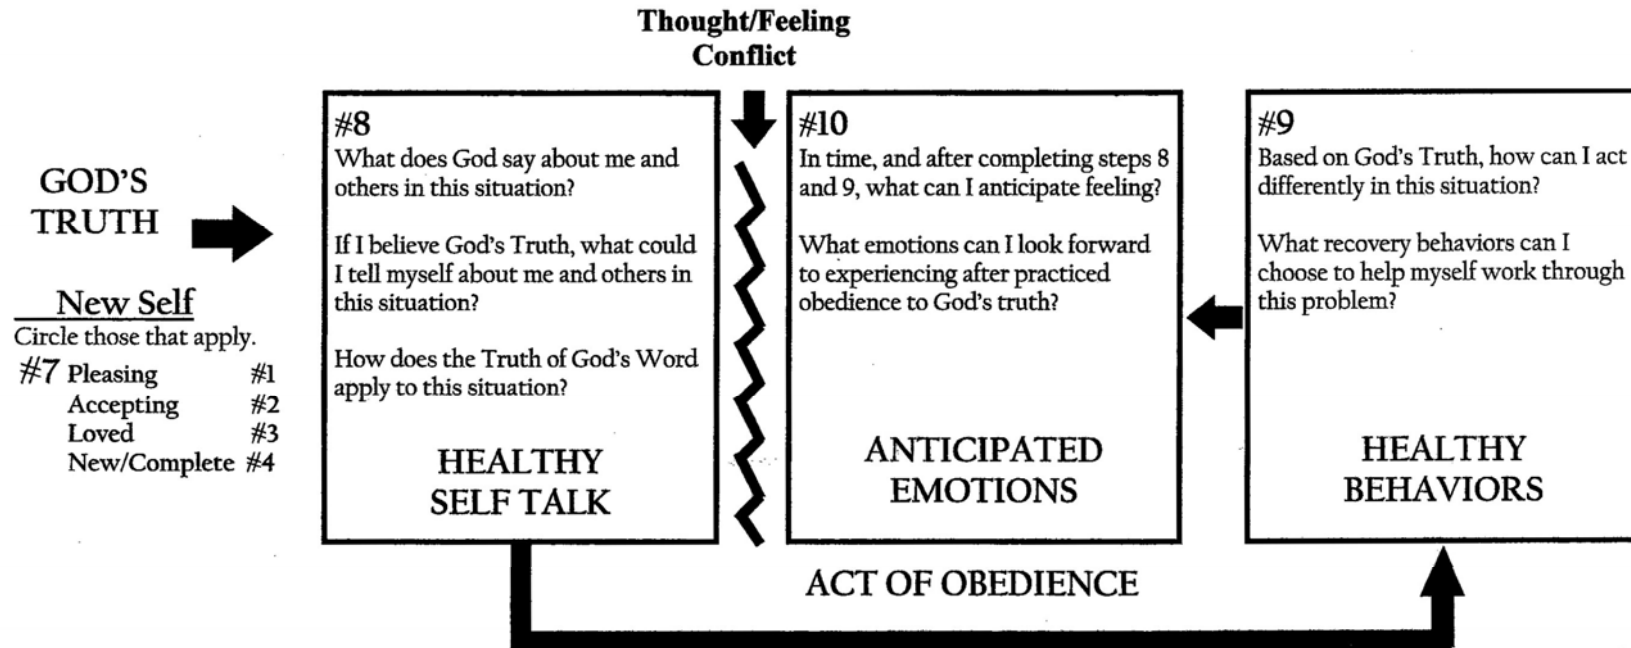 Thought/Feeling
Conflict
GOD'S
TRUTH
New Self
Circle those that apply.
#7 Pleasing #1
Accepting #2
Loved #3
New/Complete #4
#8
What does God say about me and
others in this situation?
If I believe God's Truth, what could
I tell myself about me and others in
this situation?
How does the Truth of God's Word
apply to this situation?
HEALTHY
SELF TALK
#10
In time, and after completing steps 8
and 9, what can I anticipate feeling?
What emotions can I look forward
to experiencing after practiced
obedience to God's truth?
ANTICIPATED
EMOTIONS
#9
Based on God's Truth, how can I act
differently in this situation?
What recovery behaviors can I
choose to help myself work through
this problem?
HEALTHY
BEHAVIORS
ACT OF OBEDIENCE